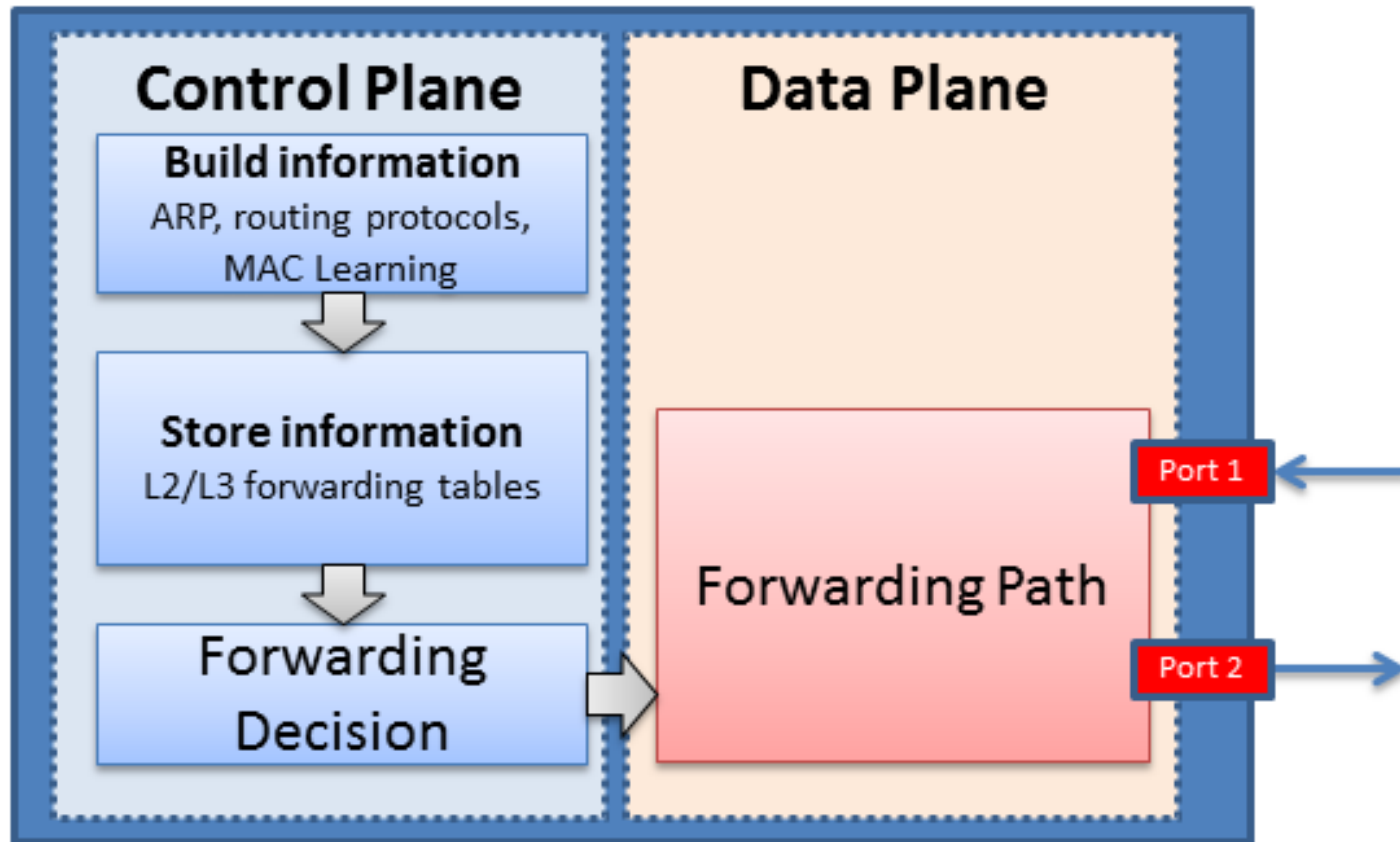 Control Plane
Build information
ARP, routing protocols,
MAC Learning
Store information
L2/L3 forwarding tables
Forwarding
Decision
Data Plane
Forwarding Path
Port 1
Port 2